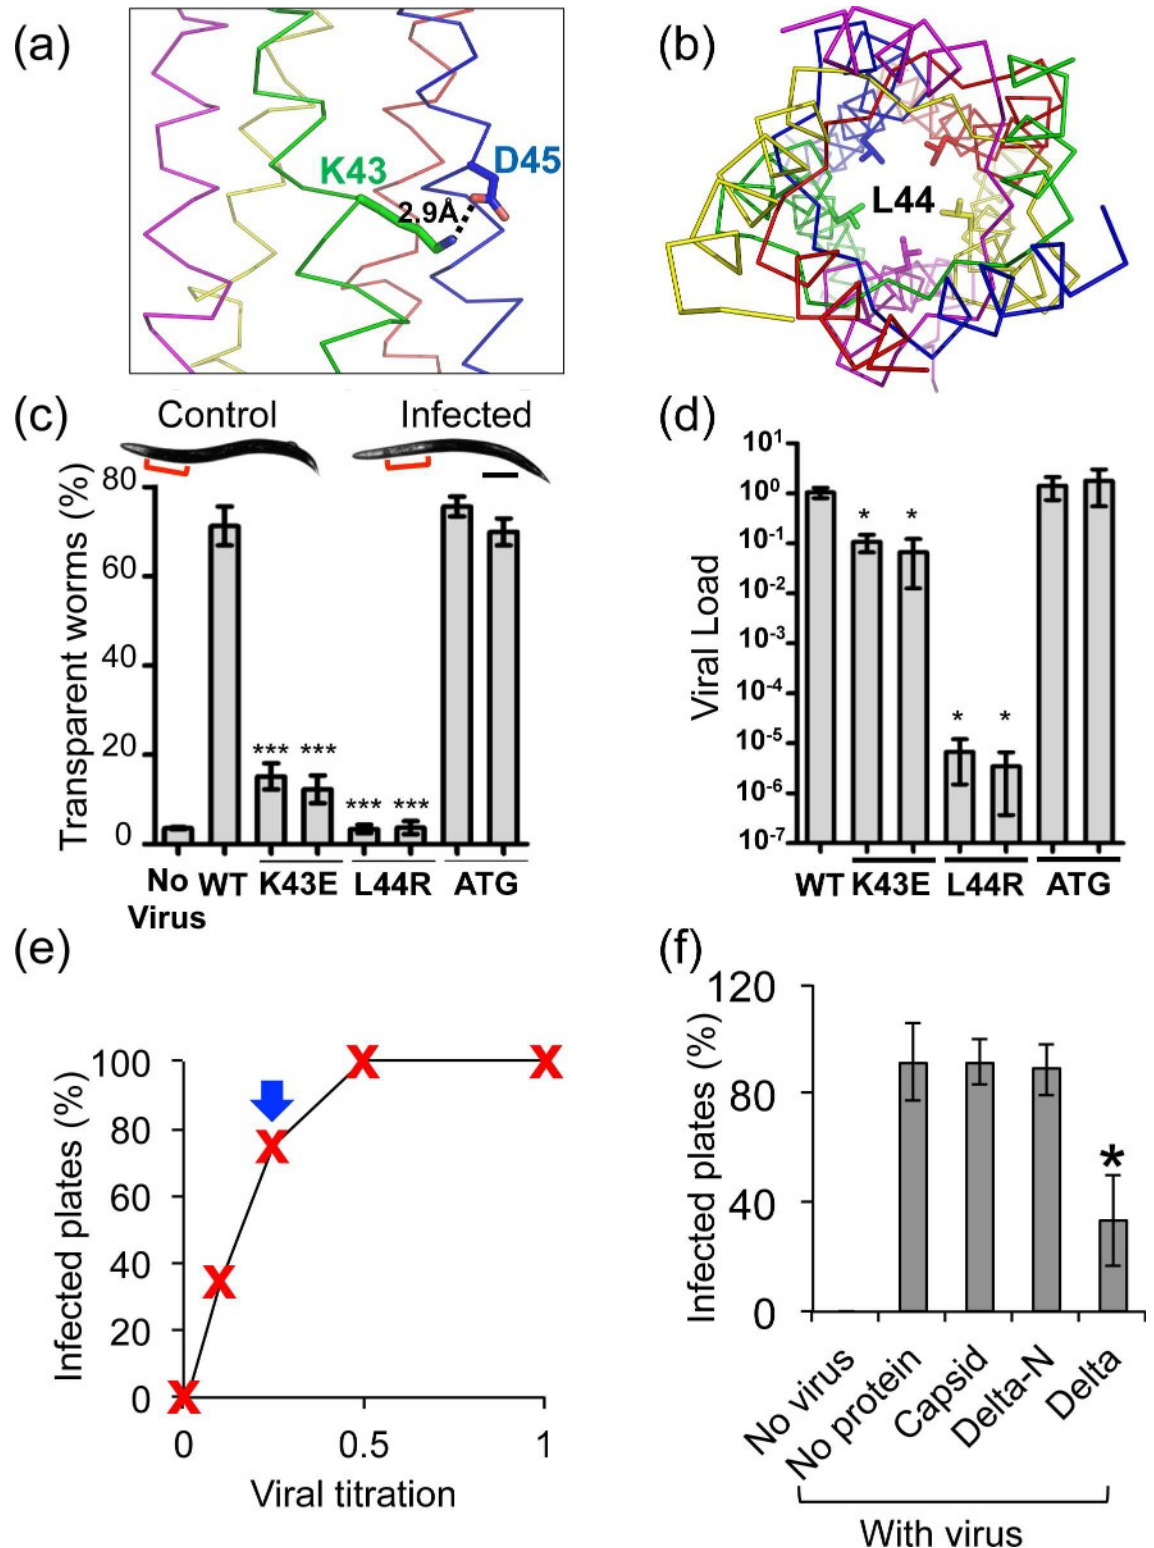 (a)
K43
D45
2.9Å
(b)
L44
(c)
Control
Infected
Transparent worms (%)
80
60
40
20
0
*** ***
*** ***
No Virus
WT
K43E
L44R
ATG
(d)
Viral Load
10^1
10^0
10^-1
10^-2
10^-3
10^-4
10^-5
10^-6
10^-7
* *
* *
WT
K43E
L44R
ATG
(e)
Infected plates (%)
100
80
60
40
20
0
0
0.5
1
Viral titration
(f)
Infected plates (%)
120
80
40
0
*
No virus
No protein
Capsid
Delta-N
Delta
With virus